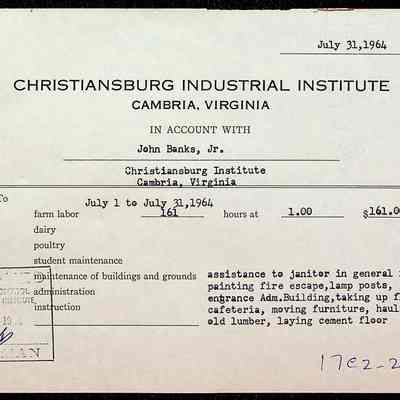 July 31,1964
CHRISTIANSBURG INDUSTRIAL INSTITUTE
CAMBRIA, VIRGINIA
IN ACCOUNT WITH
John Banks, Jr.
Christiansburg Institute
Cambria, Virginia
To
July 1 to July 31,1964
farm labor 161 hours at 1.00 $161.0
dairy
poultry
student maintenance
maintenance of buildings and grounds assistance to janitor in general
administration painting fire escape,lamp posts,
instruction entrance Adm.Building,taking up
cafeteria, moving furniture, haul
old lumber, laying cement floor
17C2-2